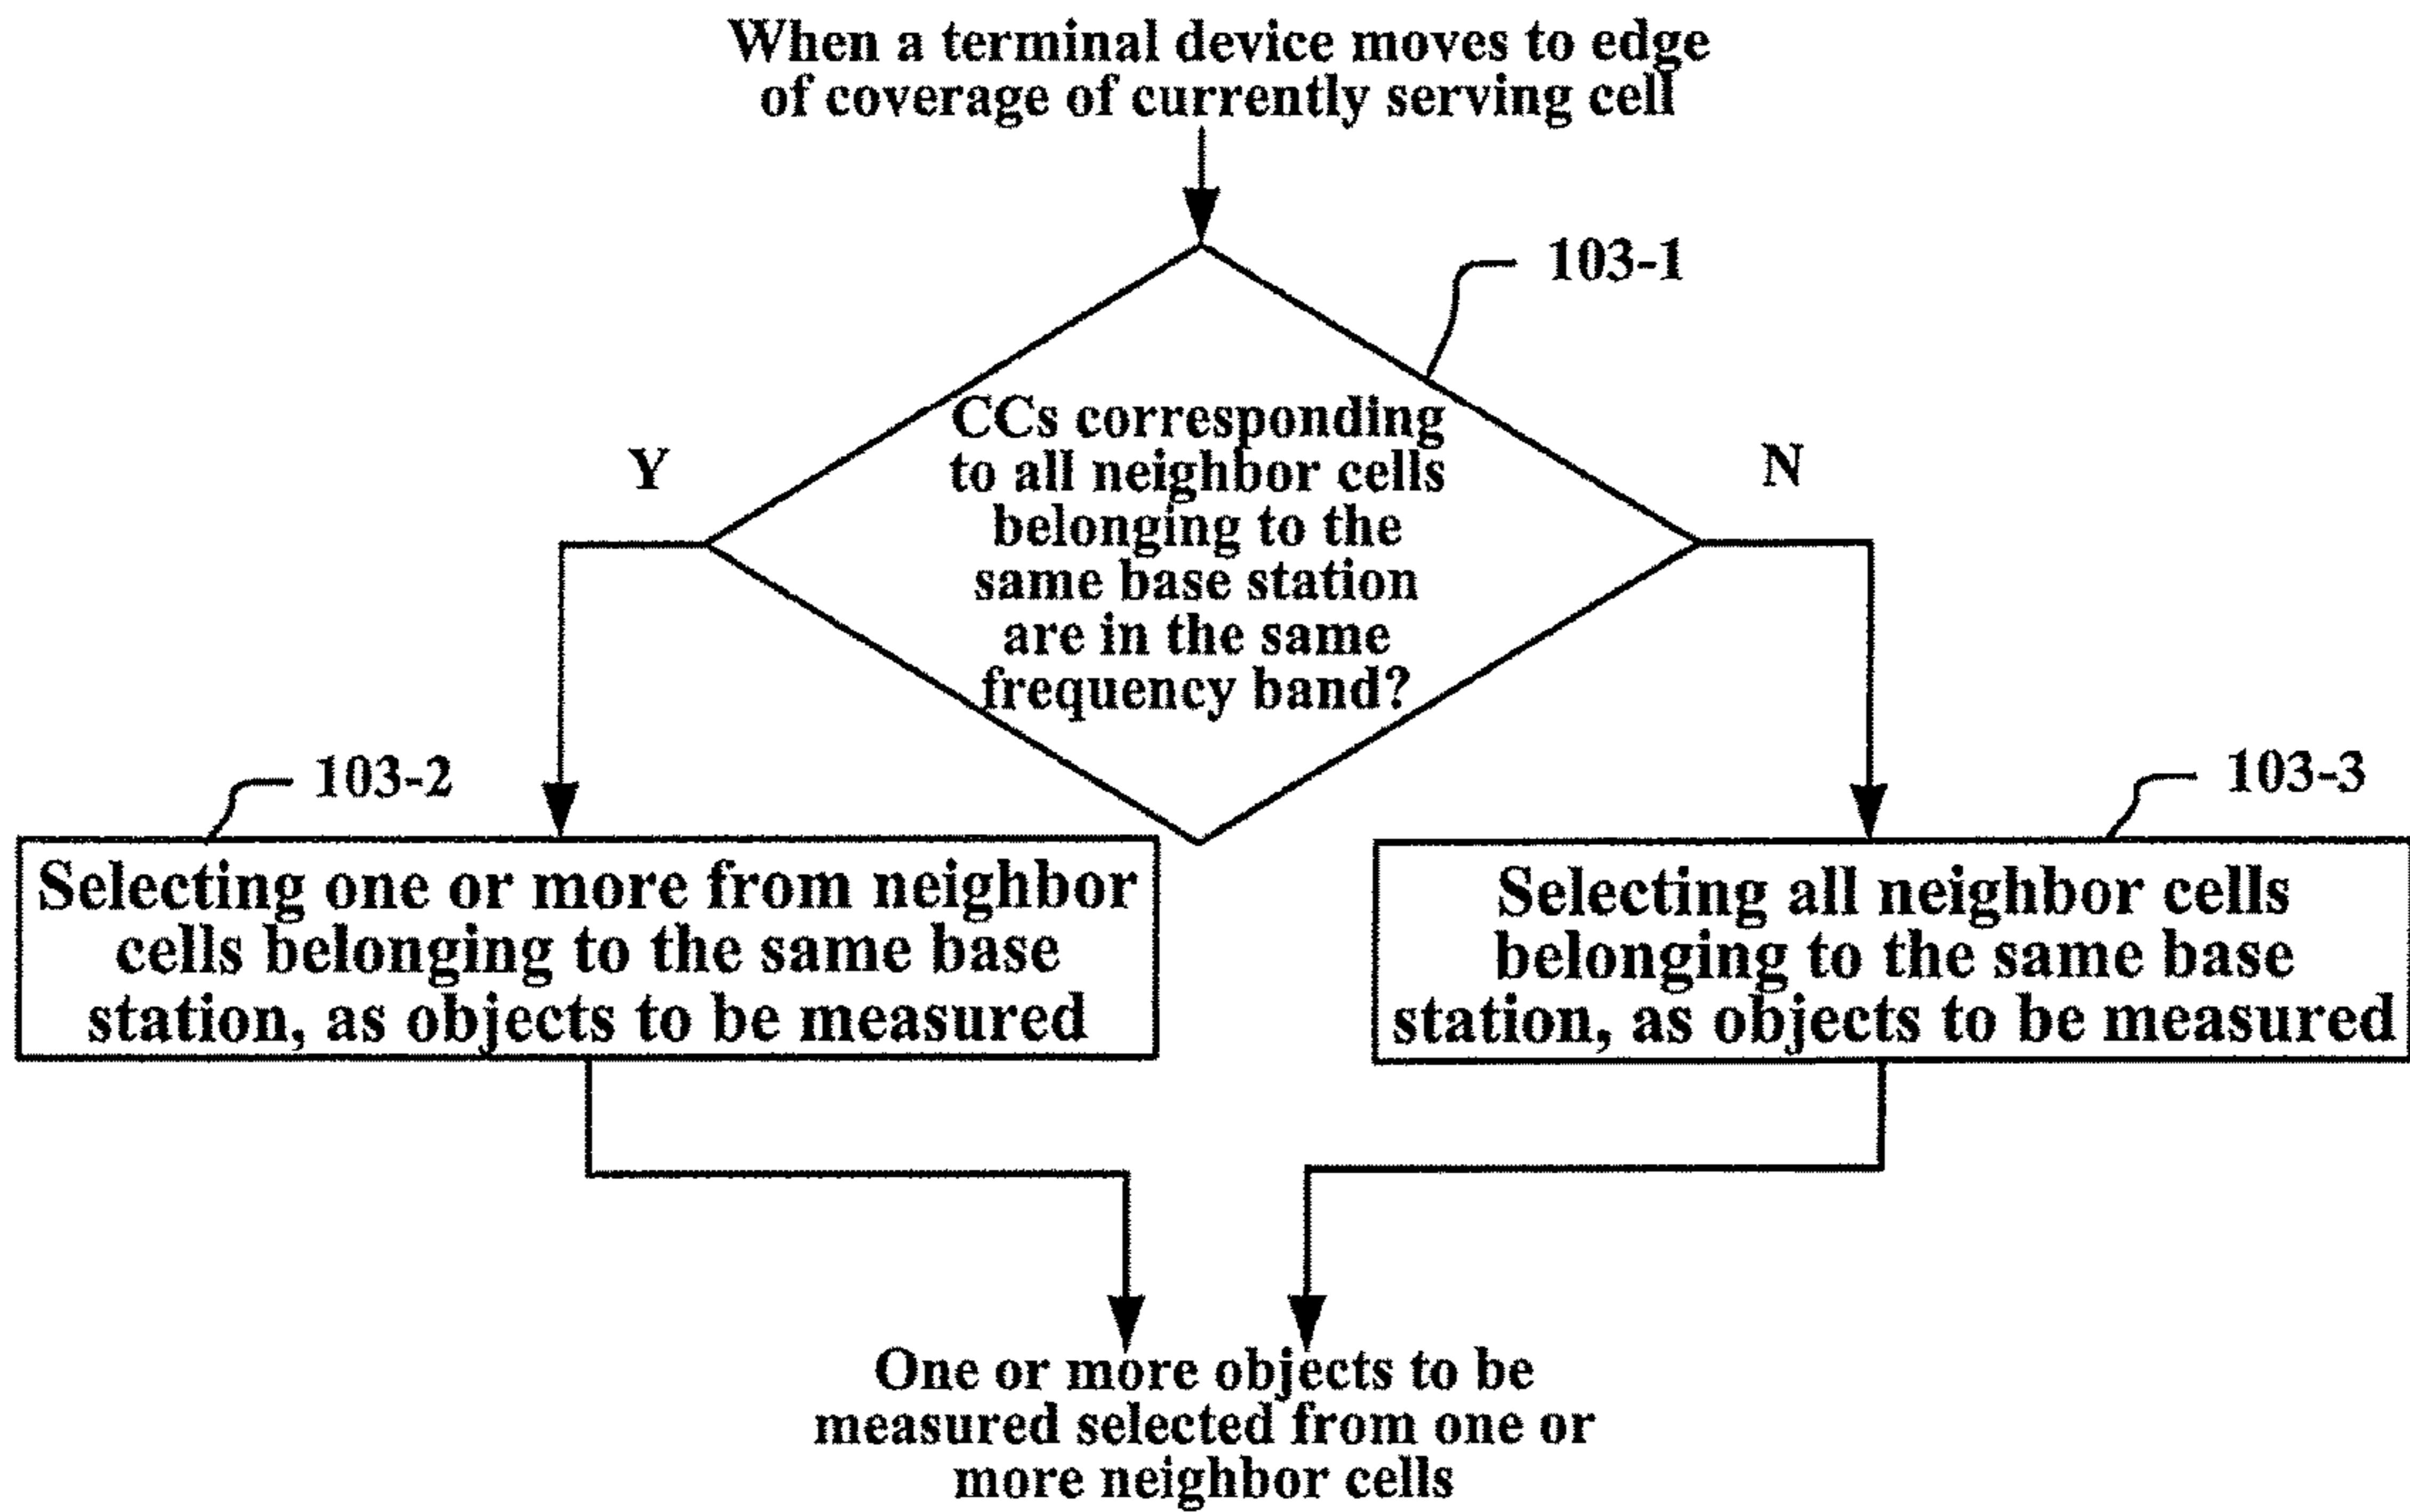 When a terminal device moves to edge
of coverage of currently serving cell
103-1
CCs corresponding
to all neighbor cells
belonging to the
same base station
are in the same
frequency band?
Y
N
103-2
103-3
Selecting one or more from neighbor
cells belonging to the same base
station, as objects to be measured
Selecting all neighbor cells
belonging to the same base
station, as objects to be measured
One or more objects to be
measured selected from one or
more neighbor cells